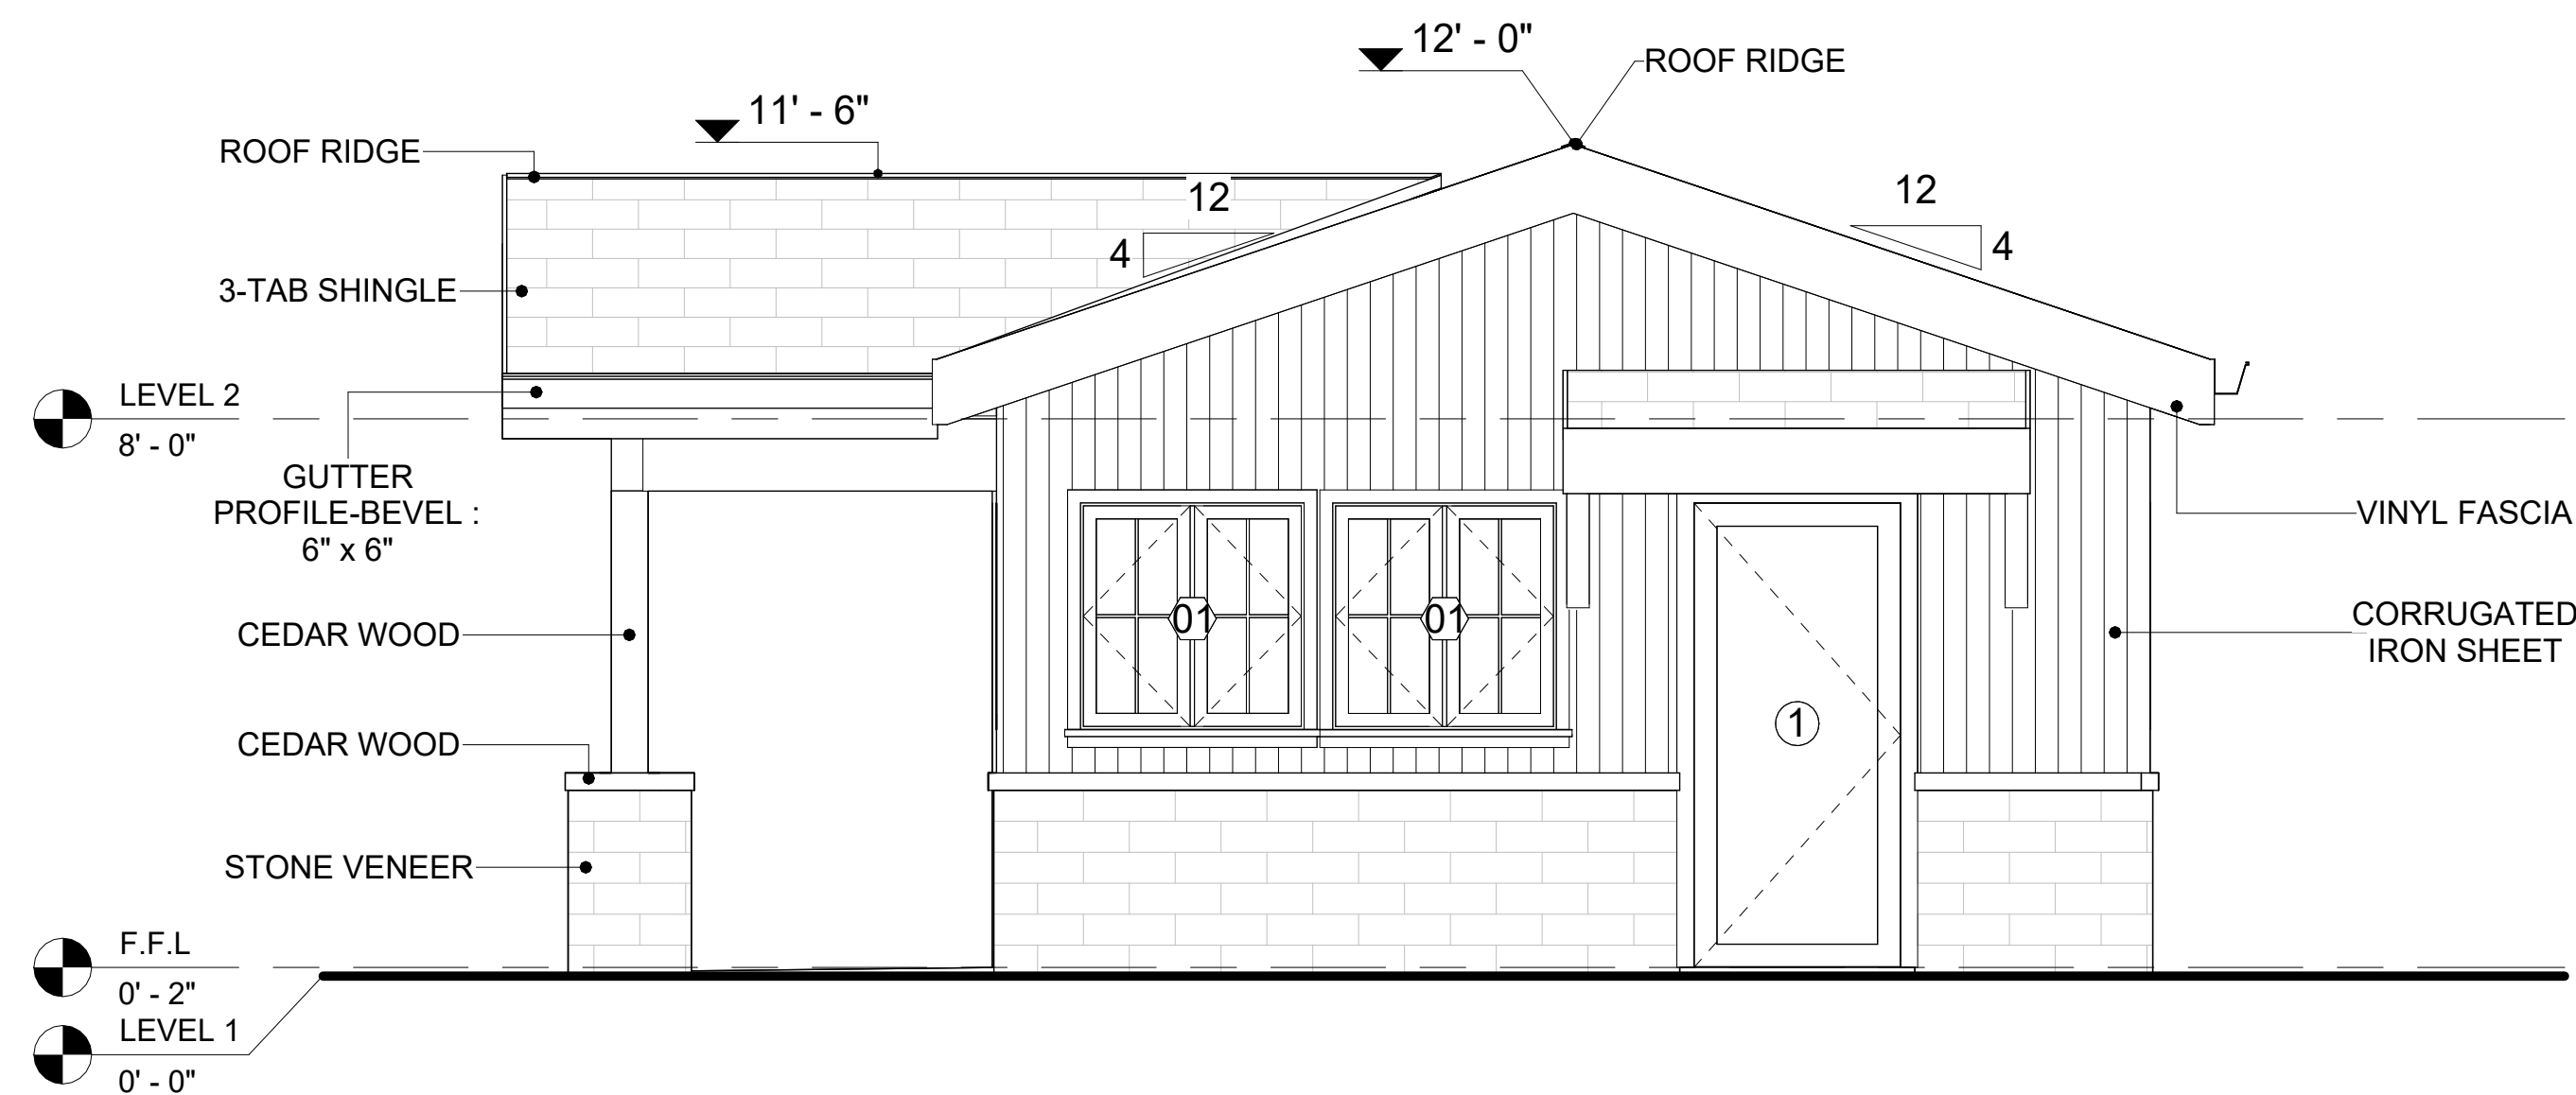 12' - 0"
ROOF RIDGE
11' - 6"
ROOF RIDGE
12
4
12
4
3-TAB SHINGLE
LEVEL 2
8' - 0"
GUTTER
PROFILE-BEVEL :
6" x 6"
VINYL FASCIA
CEDAR WOOD
01
01
CORRUGATED
IRON SHEET
1
CEDAR WOOD
STONE VENEER
F.F.L
0' - 2"
LEVEL 1
0' - 0"